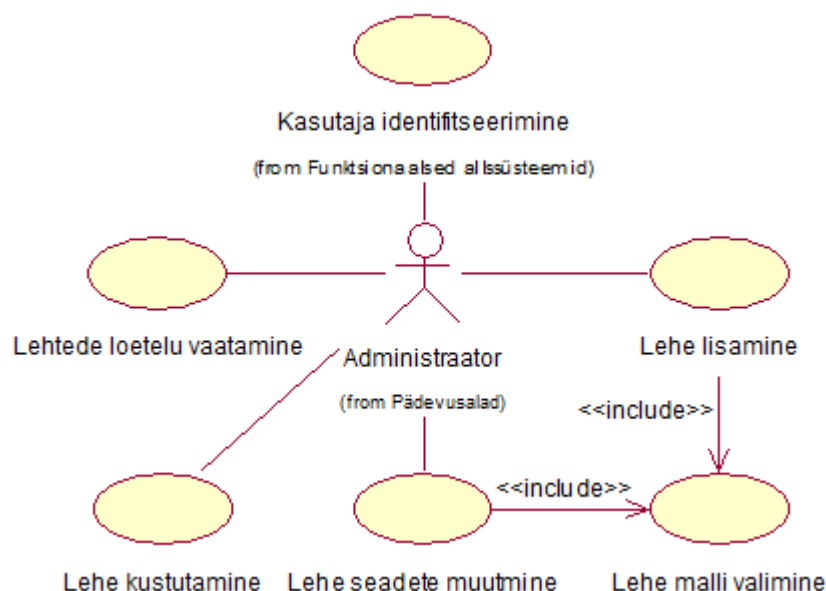 Kasutaja identifitseerimine
(from Funktsionaalsed allssüsteemid)
Lehtede loetelu vaatamine
Administraator
(from Pädevusalad)
Lehe lisamine
<<include>>
<<include>>
Lehe kustutamine
Lehe seadete muutmine
Lehe malli valimine